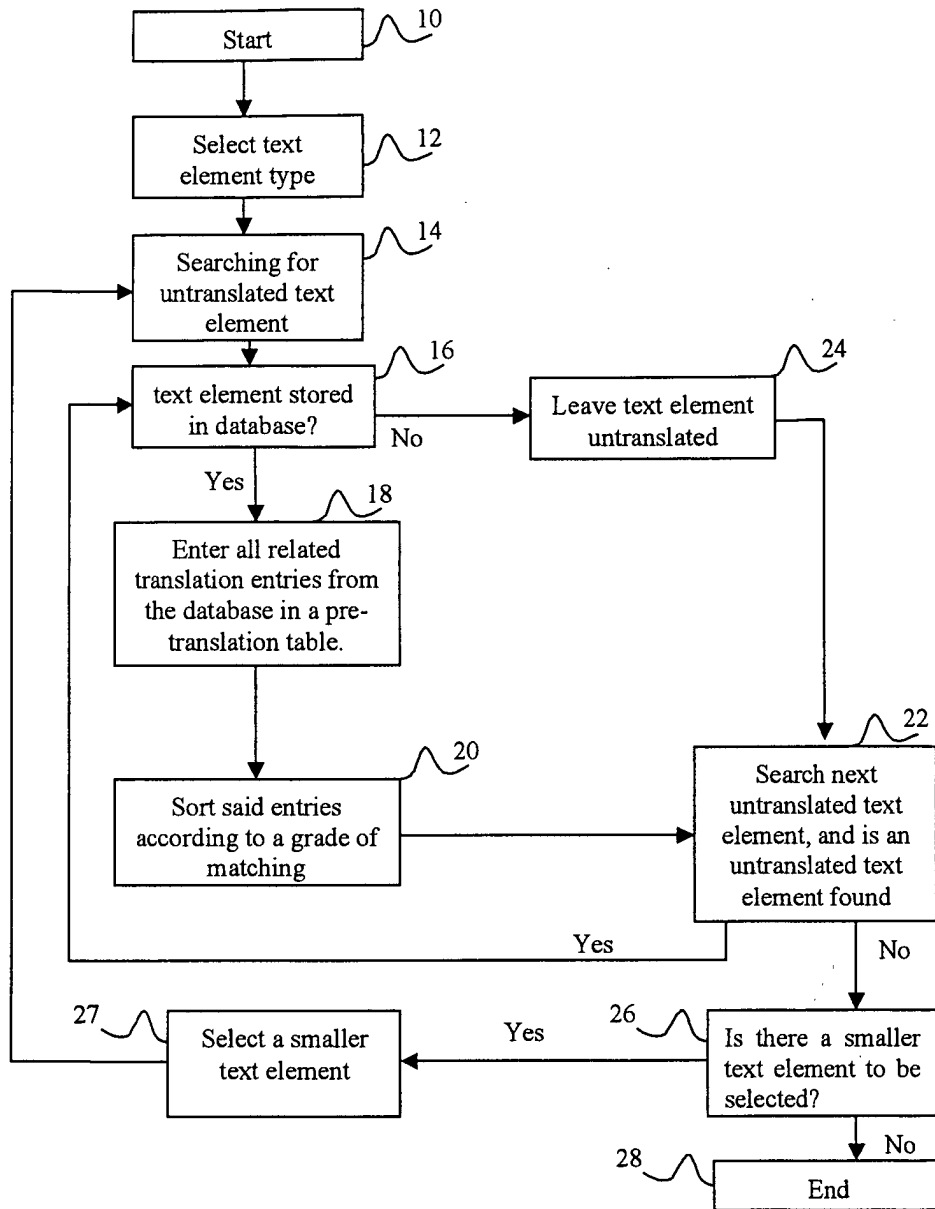 10
Start
12
Select text
element type
14
Searching for
untranslated text
element
16
text element stored
in database?
No
Yes
24
Leave text element
untranslated
18
Enter all related
translation entries from
the database in a pre-
translation table.
20
Sort said entries
according to a grade of
matching
22
Search next
untranslated text
element, and is an
untranslated text
element found
Yes
No
27
Select a smaller
text element
Yes
26
Is there a smaller
text element to be
selected?
No
28
End